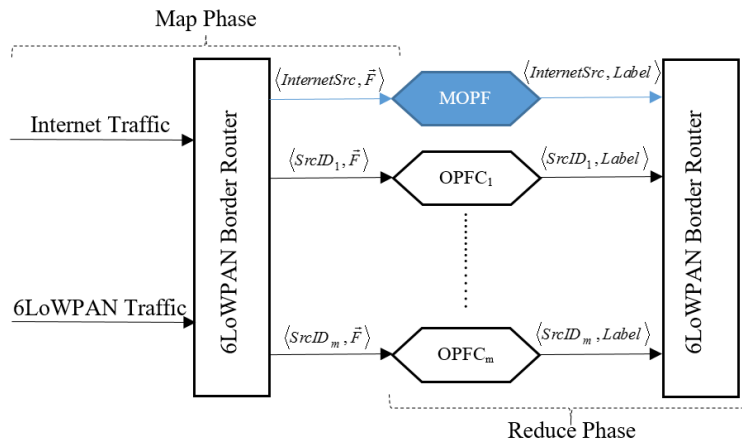 Map Phase
⟨InternetSrc, F⃗⟩
MOPF
⟨InternetSrc, Label⟩
Internet Traffic
6LoWPAN Border Router
⟨SrcID₁, F⃗⟩
OPFC₁
⟨SrcID₁, Label⟩
6LoWPAN Border Router
6LoWPAN Traffic
⟨SrcIDₘ, F⃗⟩
OPFCₘ
⟨SrcIDₘ, Label⟩
Reduce Phase